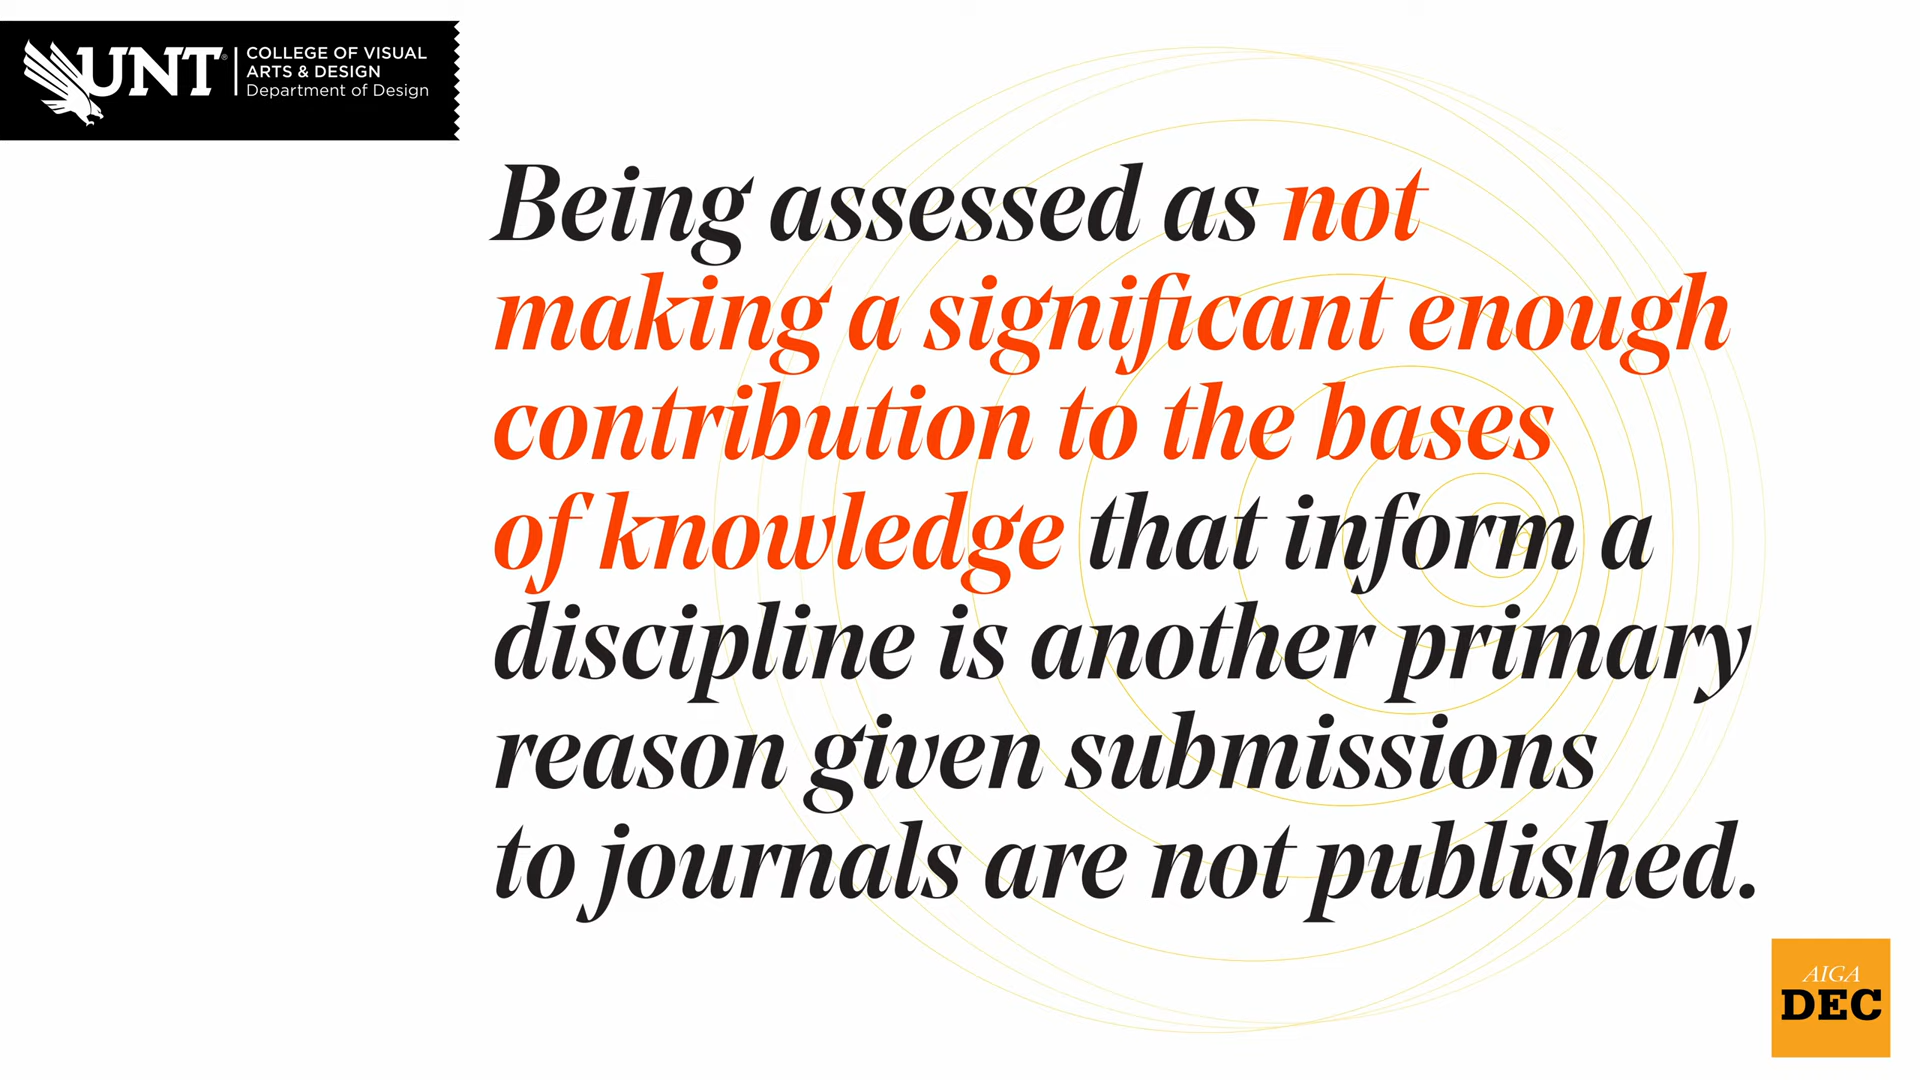 UNT®
COLLEGE OF VISUAL
ARTS & DESIGN
Department of Design
Being assessed as not
making a significant enough
contribution to the bases
of knowledge that inform a
discipline is another primary
reason given submissions
to journals are not published.
AIGA
DEC